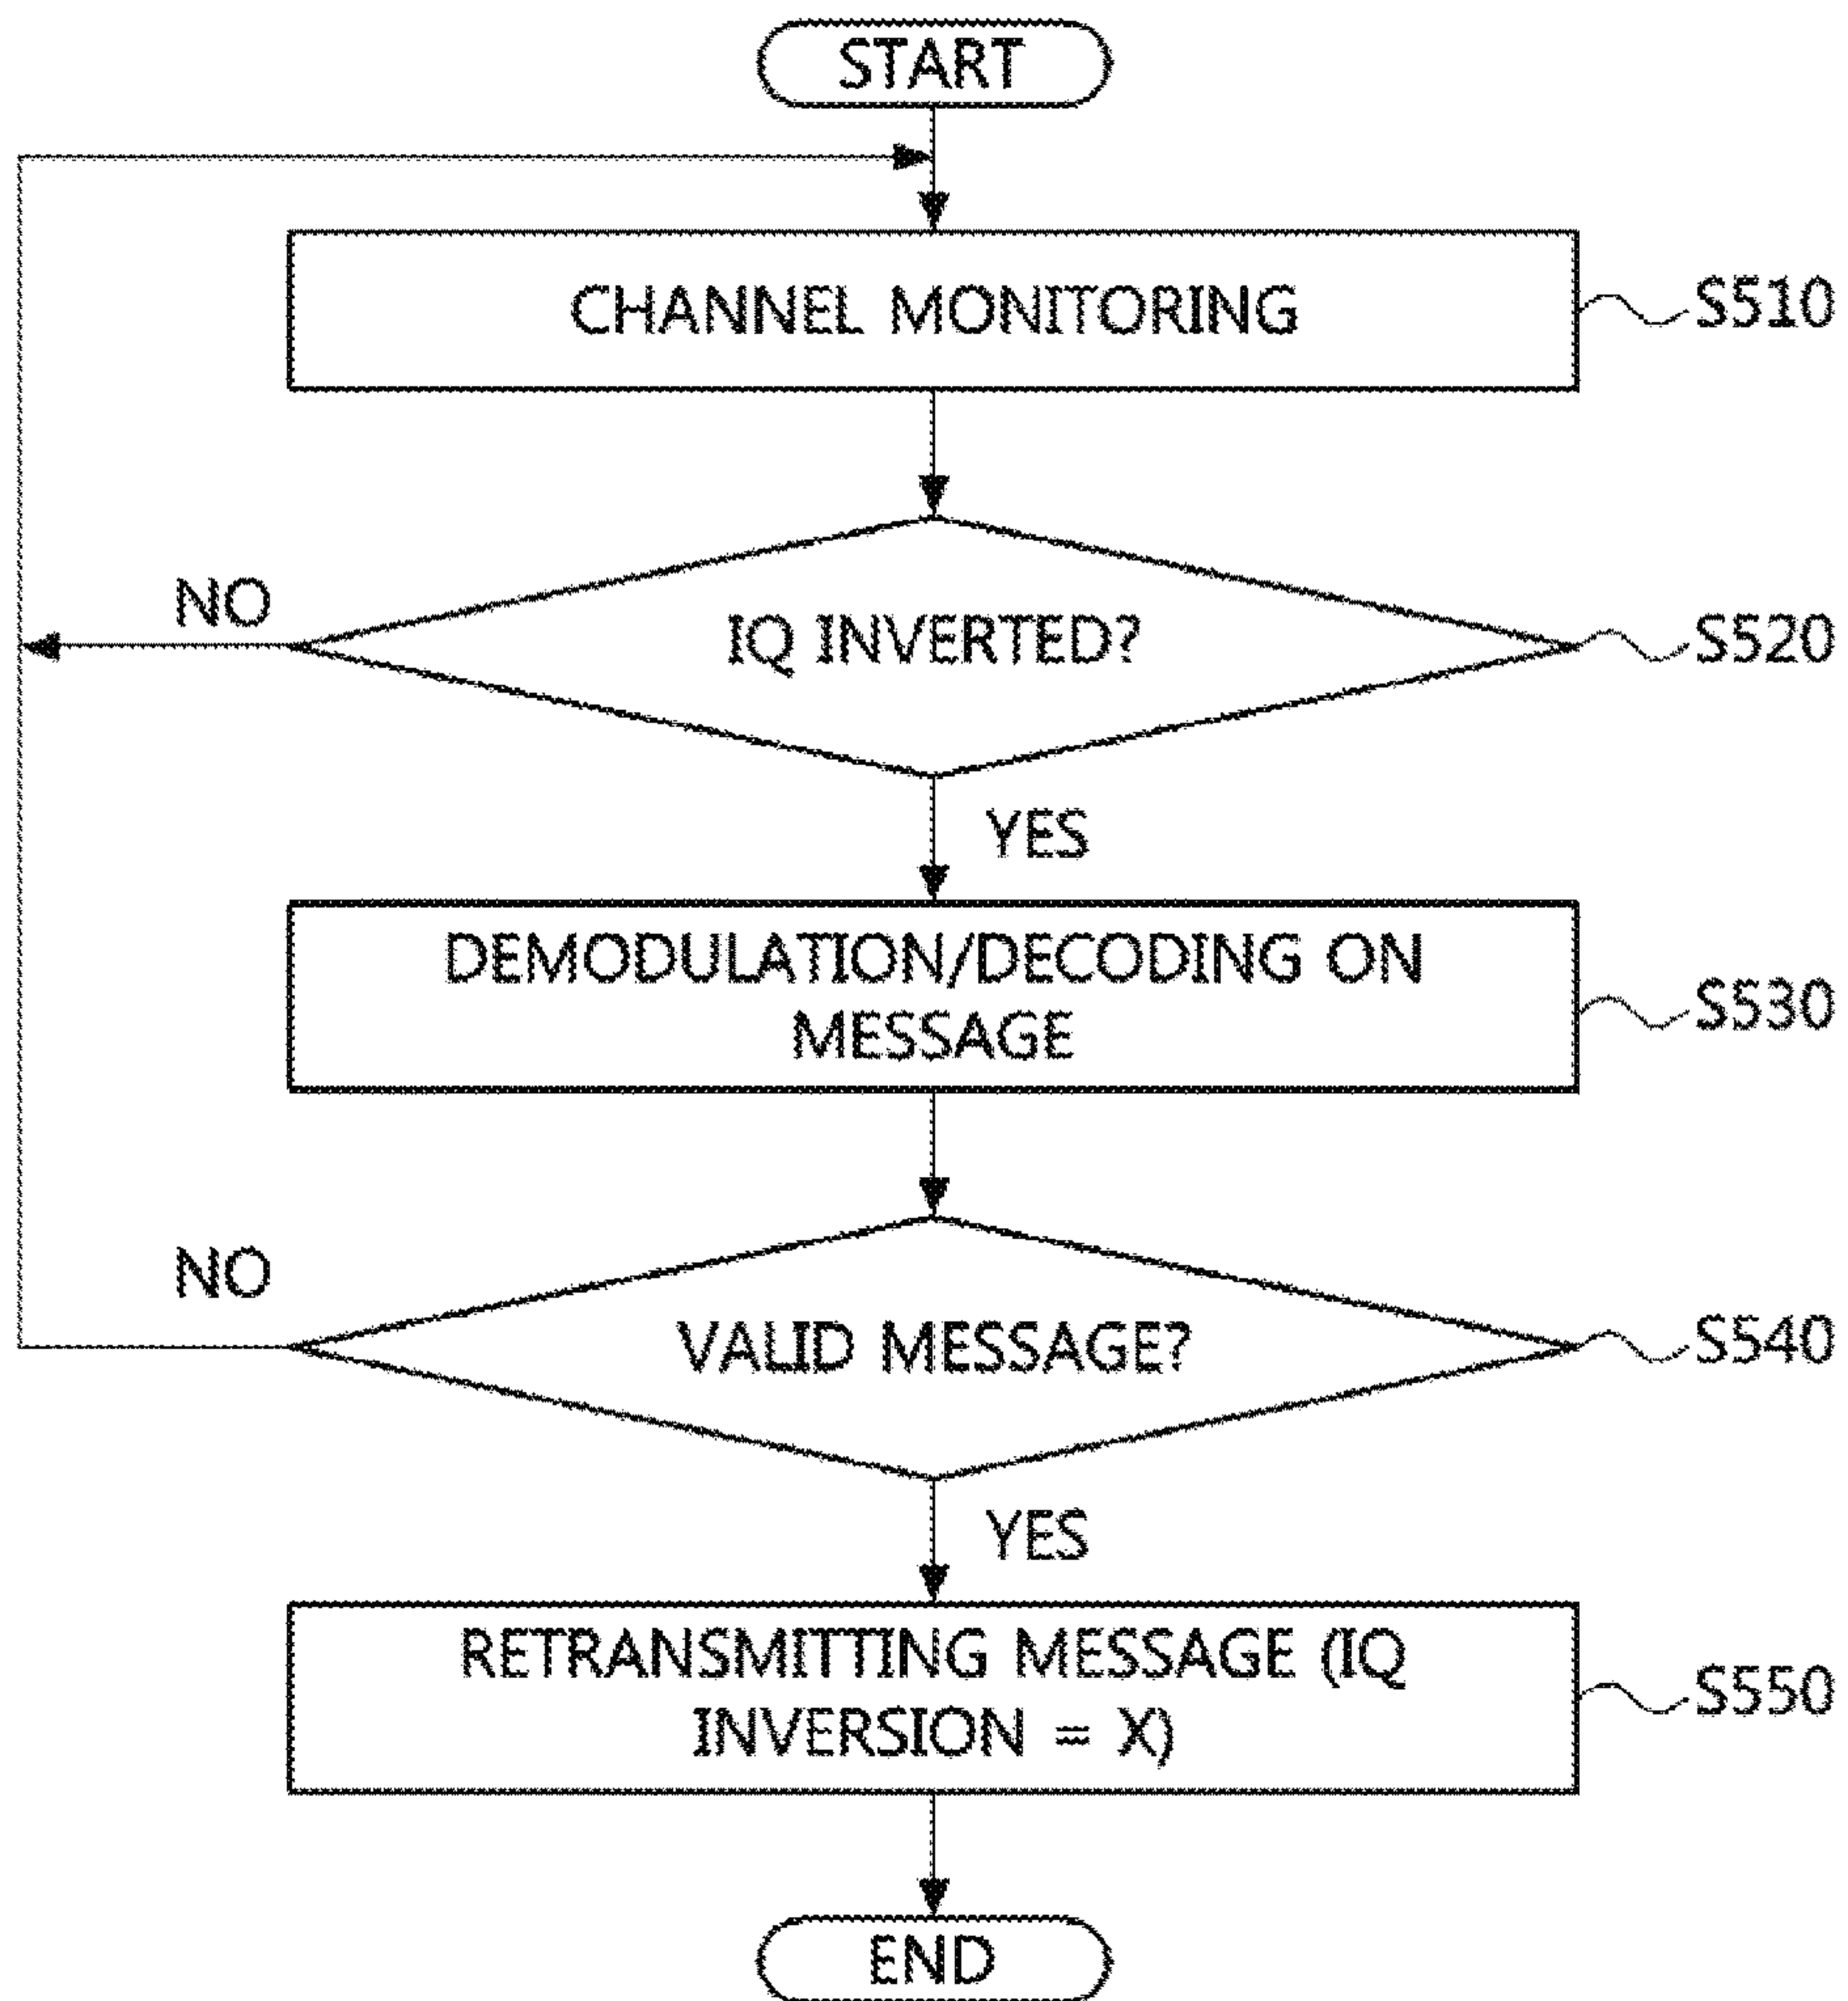 START
CHANNEL MONITORING
S510
IQ INVERTED?
S520
NO
YES
DEMODULATION/DECODING ON
MESSAGE
S530
VALID MESSAGE?
S540
NO
YES
RETRANSMITTING MESSAGE (IQ
INVERSION = X)
S550
END